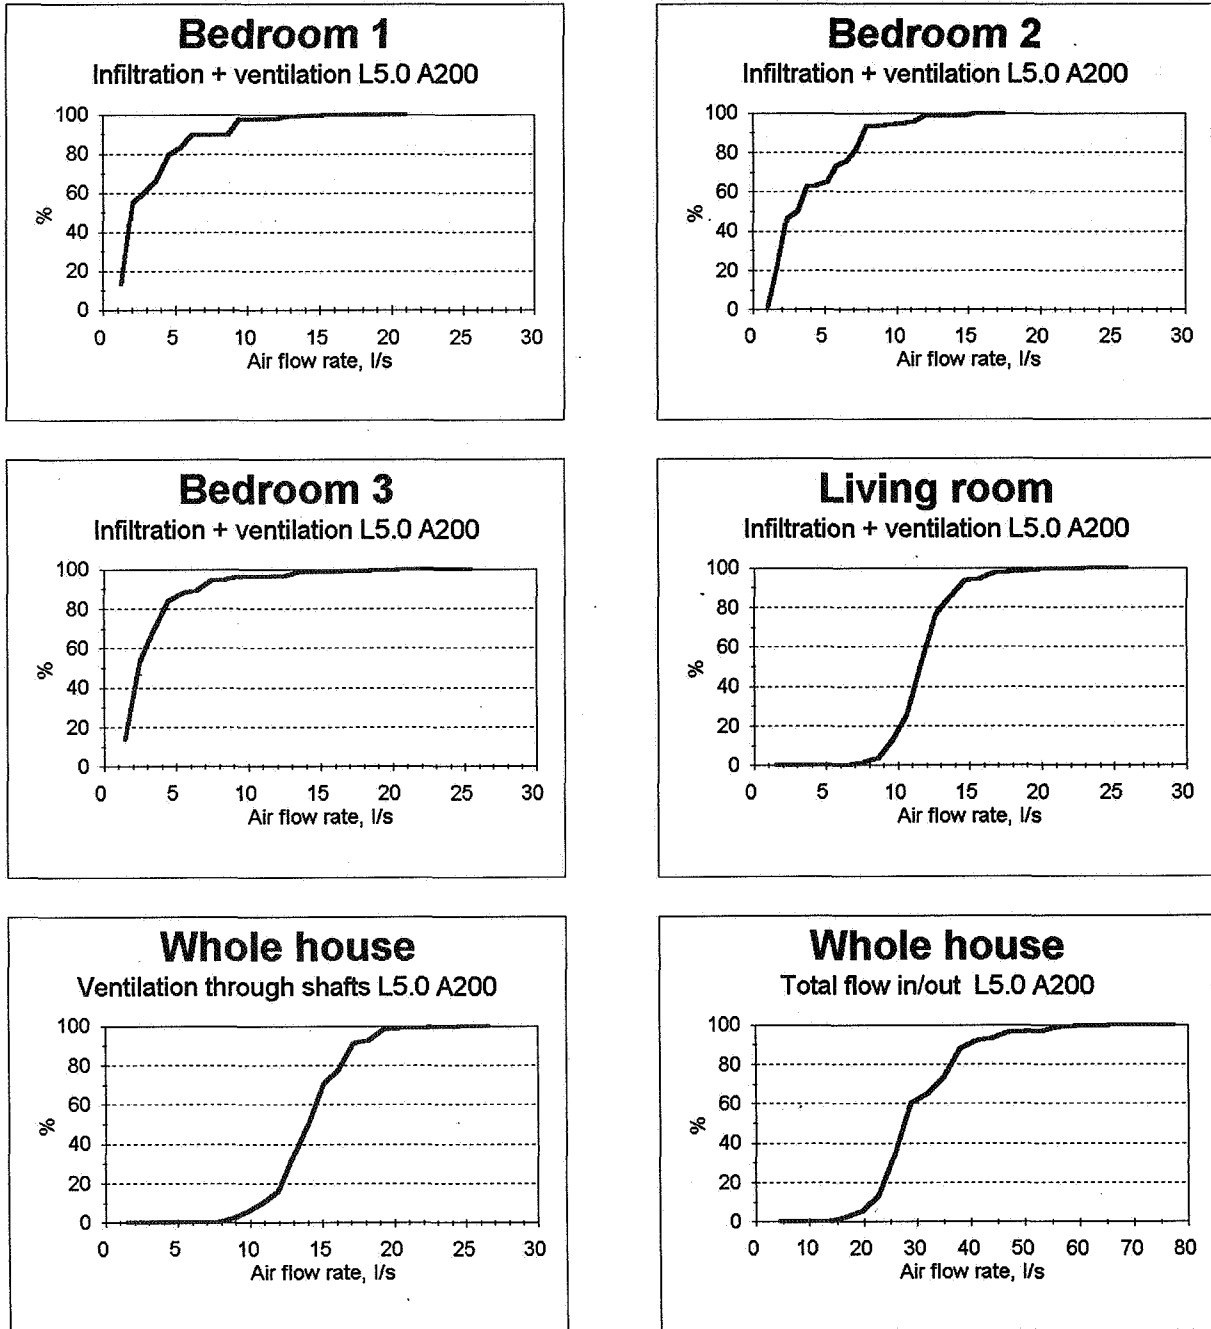 Bedroom 1
Infiltration + ventilation L5.0 A200
100
80
60
40
20
0
%
0 5 10 15 20 25 30
Air flow rate, l/s
Bedroom 2
Infiltration + ventilation L5.0 A200
100
80
60
40
20
0
%
0 5 10 15 20 25 30
Air flow rate, l/s
Bedroom 3
Infiltration + ventilation L5.0 A200
100
80
60
40
20
0
%
0 5 10 15 20 25 30
Air flow rate, l/s
Living room
Infiltration + ventilation L5.0 A200
100
80
60
40
20
0
%
0 5 10 15 20 25 30
Air flow rate, l/s
Whole house
Ventilation through shafts L5.0 A200
100
80
60
40
20
0
%
0 5 10 15 20 25 30
Air flow rate, l/s
Whole house
Total flow in/out L5.0 A200
100
80
60
40
20
0
%
0 10 20 30 40 50 60 70 80
Air flow rate, l/s